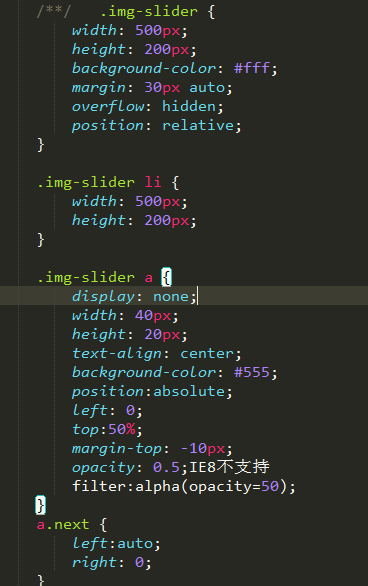 /**/   .img-slider {
    width: 500px;
    height: 200px;
    background-color: #fff;
    margin: 30px auto;
    overflow: hidden;
    position: relative;
}
.img-slider li {
    width: 500px;
    height: 200px;
}
.img-slider a {
    display: none;
    width: 40px;
    height: 20px;
    text-align: center;
    background-color: #555;
    position:absolute;
    left: 0;
    top:50%;
    margin-top: -10px;
    opacity: 0.5;IE8不支持
    filter:alpha(opacity=50);
}
a.next {
    left:auto;
    right: 0;
}